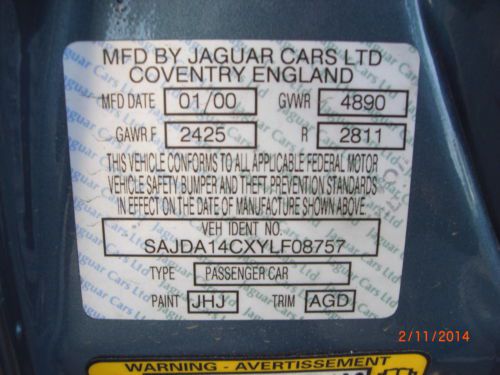 MFD BY JAGUAR CARS LTD
COVENTRY ENGLAND
MFD DATE 01/00 GVWR 4890
GAWR.F 2425 R 2811
THIS VEHICLE CONFORMS TO ALL APPLICABLE FEDERAL MOTOR
VEHICLE SAFETY BUMPER AND THEFT PREVENTION STANDARDS
IN EFFECT ON THE DATE OF MANUFACTURE SHOWN ABOVE.
VEH IDENT NO.
SAJDA14CXYLF08757
TYPE PASSENGER CAR
PAINT JHJ TRIM AGD
2/11/2014
WARNING - AVERTISSEMENT